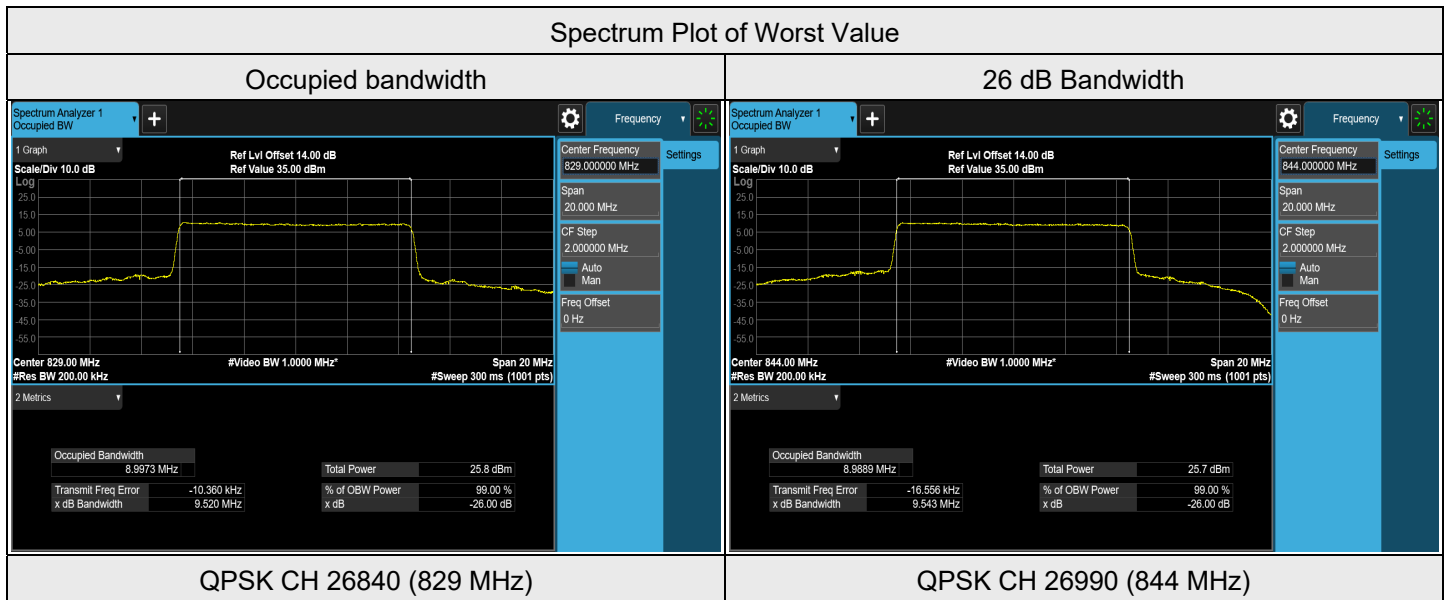 Spectrum Plot of Worst Value
Occupied bandwidth
26 dB Bandwidth
Spectrum Analyzer 1
Occupied BW
+
Frequency
1 Graph
Ref Lvl Offset 14.00 dB
Scale/Div 10.0 dB
Ref Value 35.00 dBm
Log
25.0
15.0
5.00
-5.00
-15.0
-25.0
-35.0
-45.0
-55.0
Center 829.00 MHz
#Video BW 1.0000 MHz*
Span 20 MHz
#Res BW 200.00 kHz
#Sweep 300 ms (1001 pts)
Center Frequency
829.000000 MHz
Settings
Span
20.000 MHz
CF Step
2.000000 MHz
Auto
Man
Freq Offset
0 Hz
2 Metrics
Occupied Bandwidth
8.9973 MHz
Total Power 25.8 dBm
Transmit Freq Error -10.360 kHz
% of OBW Power 99.00 %
x dB Bandwidth 9.520 MHz
x dB -26.00 dB
Spectrum Analyzer 1
Occupied BW
+
Frequency
1 Graph
Ref Lvl Offset 14.00 dB
Scale/Div 10.0 dB
Ref Value 35.00 dBm
Log
25.0
15.0
5.00
-5.00
-15.0
-25.0
-35.0
-45.0
-55.0
Center 844.00 MHz
#Video BW 1.0000 MHz*
Span 20 MHz
#Res BW 200.00 kHz
#Sweep 300 ms (1001 pts)
Center Frequency
844.000000 MHz
Settings
Span
20.000 MHz
CF Step
2.000000 MHz
Auto
Man
Freq Offset
0 Hz
2 Metrics
Occupied Bandwidth
8.9889 MHz
Total Power 25.7 dBm
Transmit Freq Error -16.556 kHz
% of OBW Power 99.00 %
x dB Bandwidth 9.543 MHz
x dB -26.00 dB
QPSK CH 26840 (829 MHz)
QPSK CH 26990 (844 MHz)